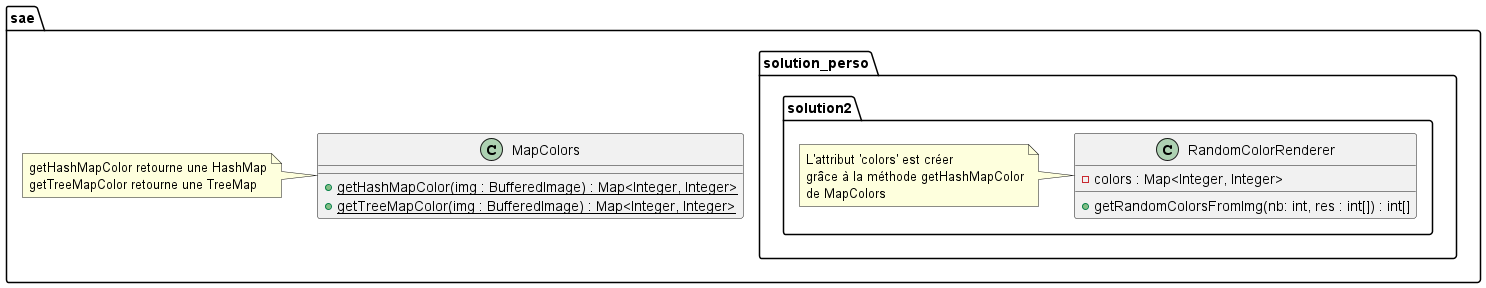 sae
solution_perso
solution2
getHashMapColor retourne une HashMap
getTreeMapColor retourne une TreeMap
C MapColors
getHashMapColor(img : BufferedImage) : Map<Integer, Integer>
getTreeMapColor(img : BufferedImage) : Map<Integer, Integer>
L'attribut 'colors' est créer
grâce à la méthode getHashMapColor
de MapColors
C RandomColorRenderer
colors : Map<Integer, Integer>
getRandomColorsFromImg(nb: int, res : int[]) : int[]